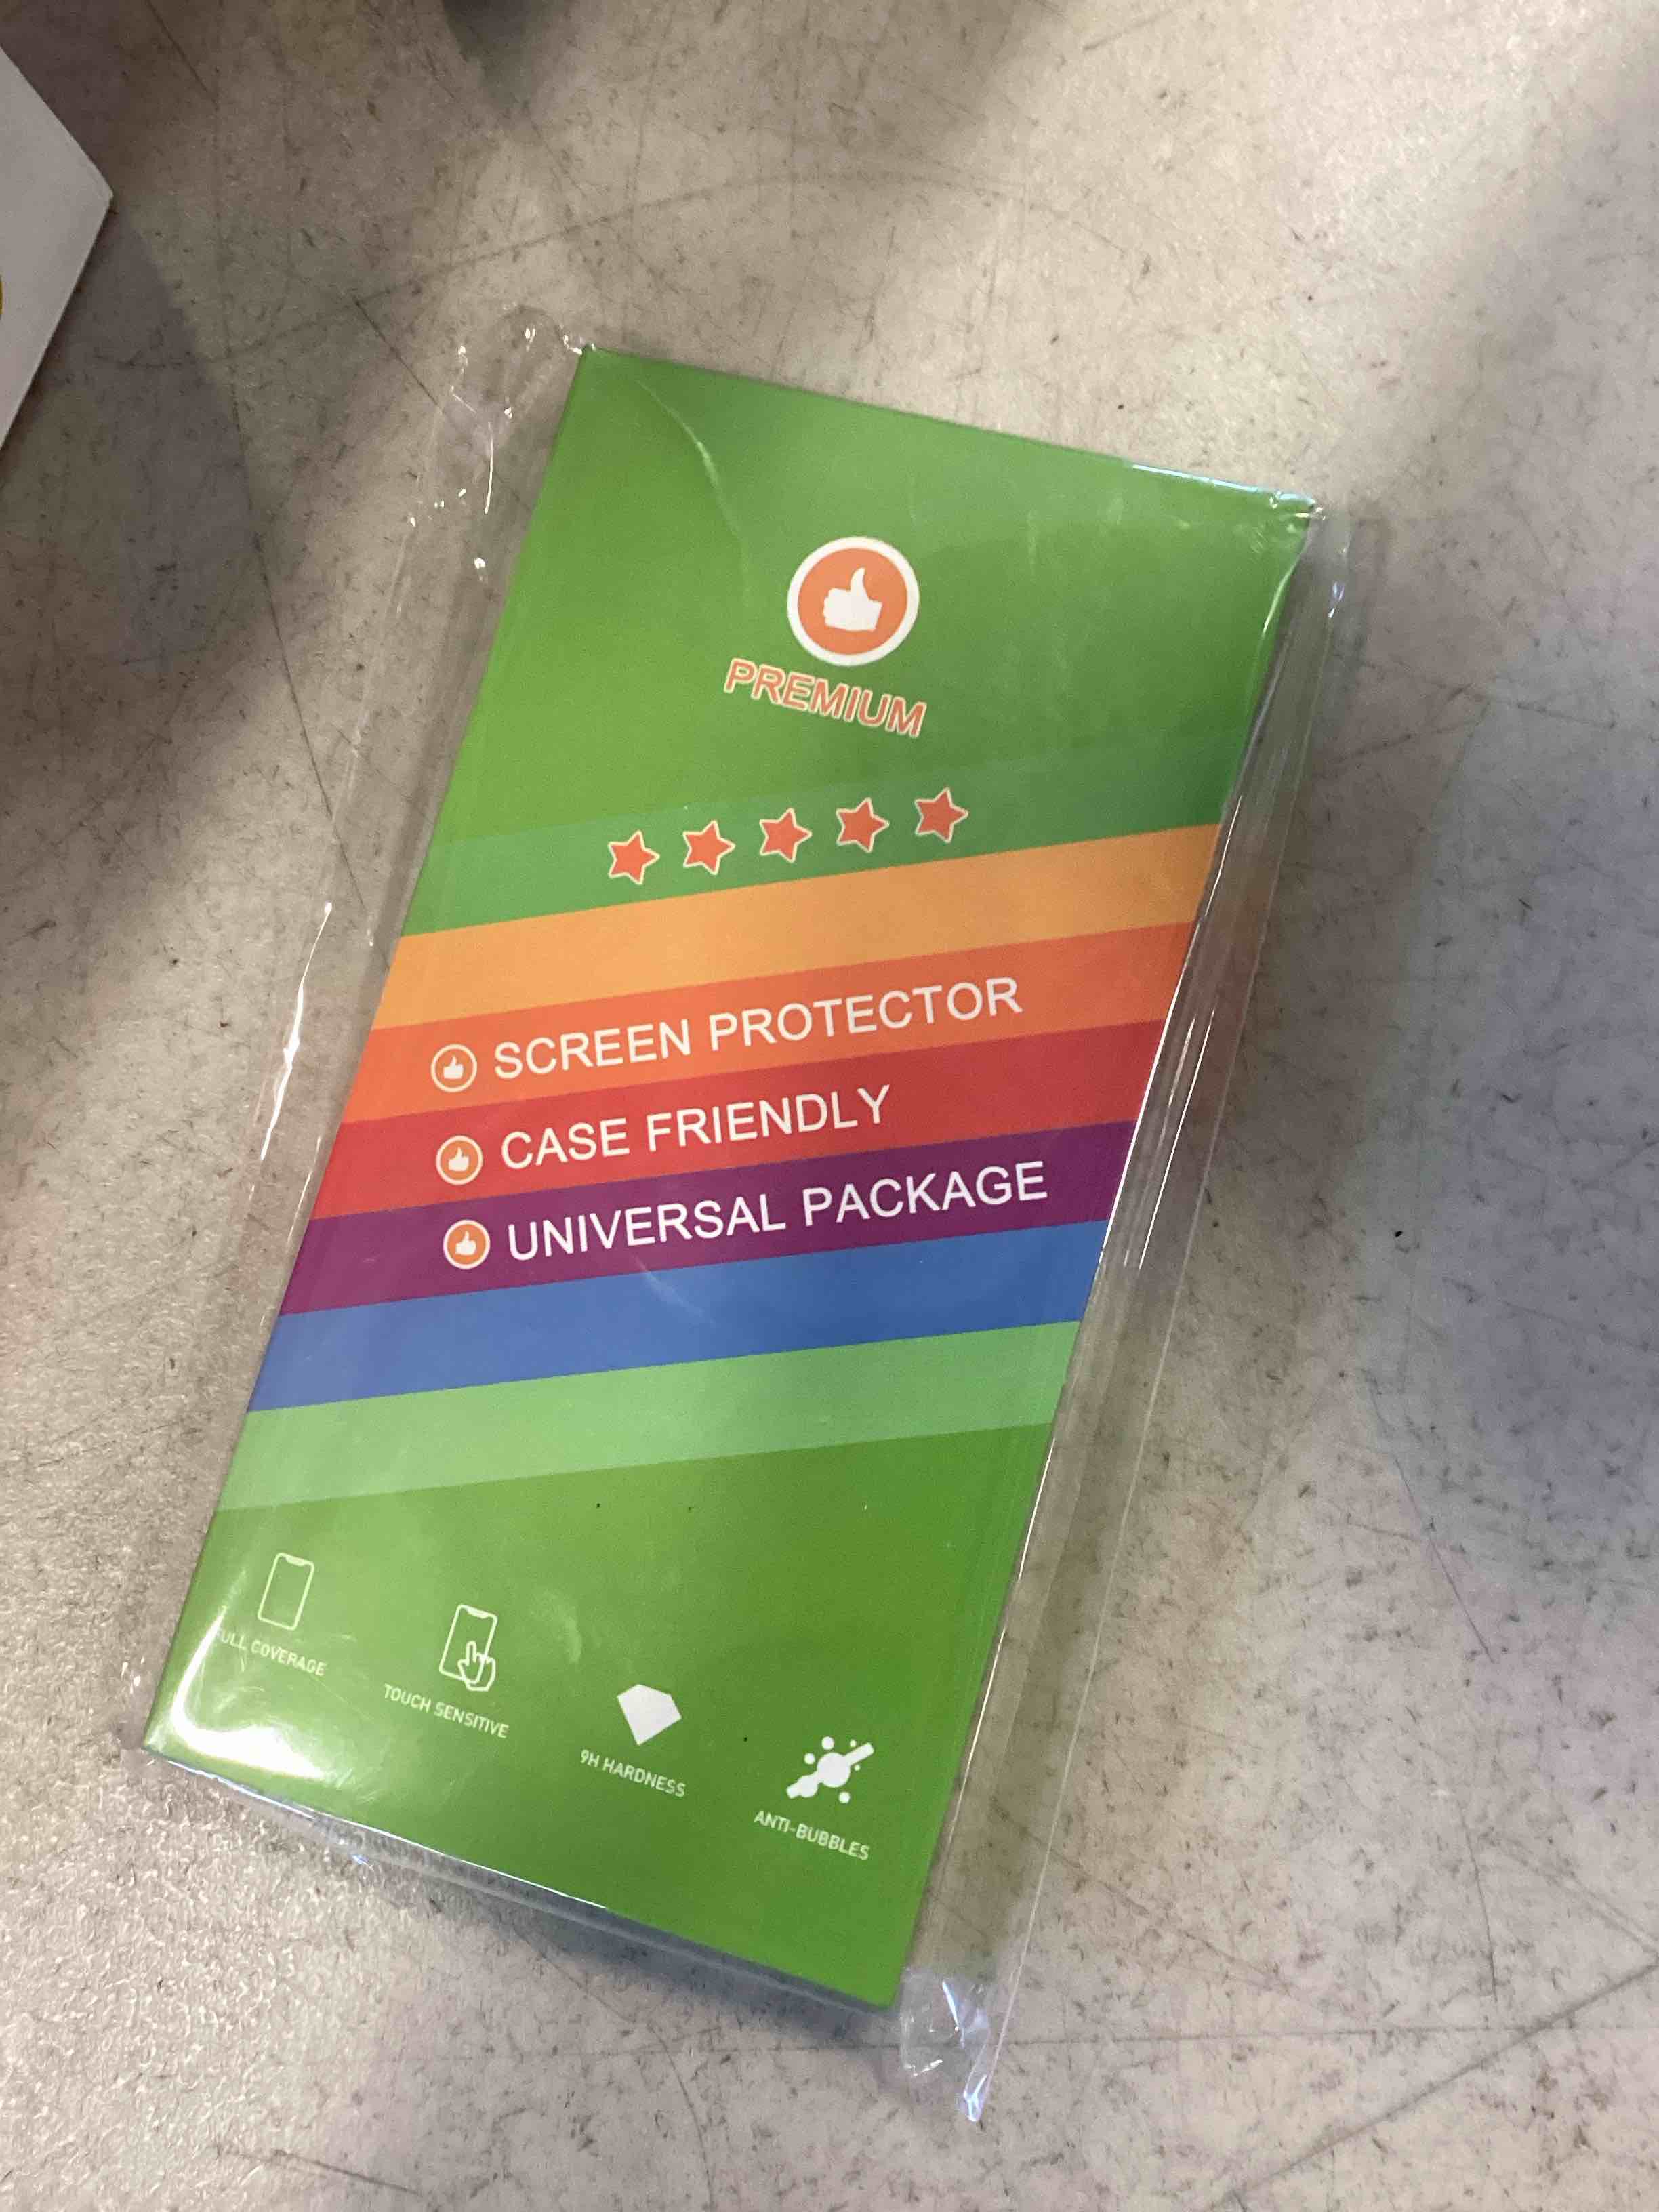 PREMIUM
SCREEN PROTECTOR
CASE FRIENDLY
UNIVERSAL PACKAGE
FULL COVERAGE
TOUCH SENSITIVE
9H HARDNESS
ANTI-BUBBLES